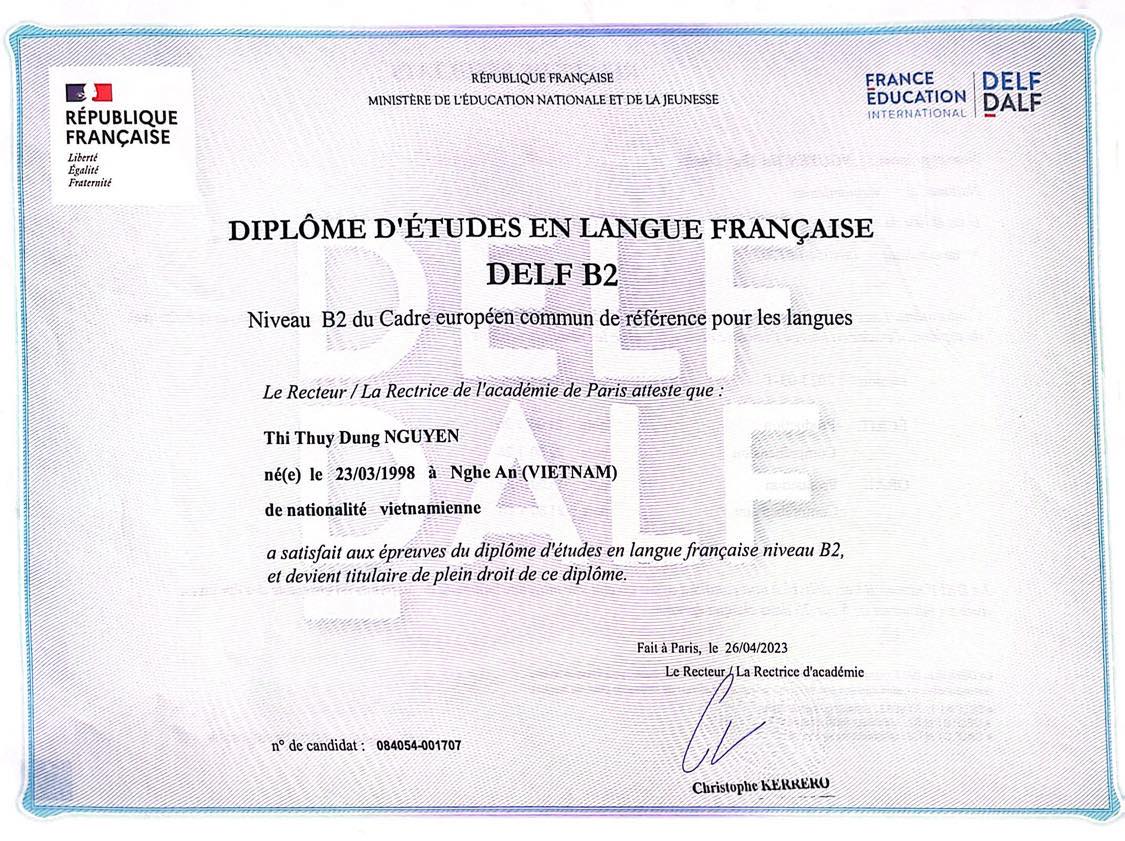 RÉPUBLIQUE FRANÇAISE
MINISTÈRE DE L'ÉDUCATION NATIONALE ET DE LA JEUNESSE
RÉPUBLIQUE
FRANÇAISE
Liberté
Égalité
Fraternité
FRANCE
ÉDUCATION
INTERNATIONAL
DELF
DALF
DIPLÔME D'ÉTUDES EN LANGUE FRANÇAISE
DELF B2
Niveau B2 du Cadre européen commun de référence pour les langues
DELF
DALF
Le Recteur / La Rectrice de l'académie de Paris atteste que :
Thi Thuy Dung NGUYEN
né(e) le 23/03/1998 à Nghe An (VIETNAM)
de nationalité vietnamienne
a satisfait aux épreuves du diplôme d'études en langue française niveau B2,
et devient titulaire de plein droit de ce diplôme.
Fait à Paris, le 26/04/2023
Le Recteur / La Rectrice d'académie
n° de candidat : 084054-001707
Christophe KERRERO